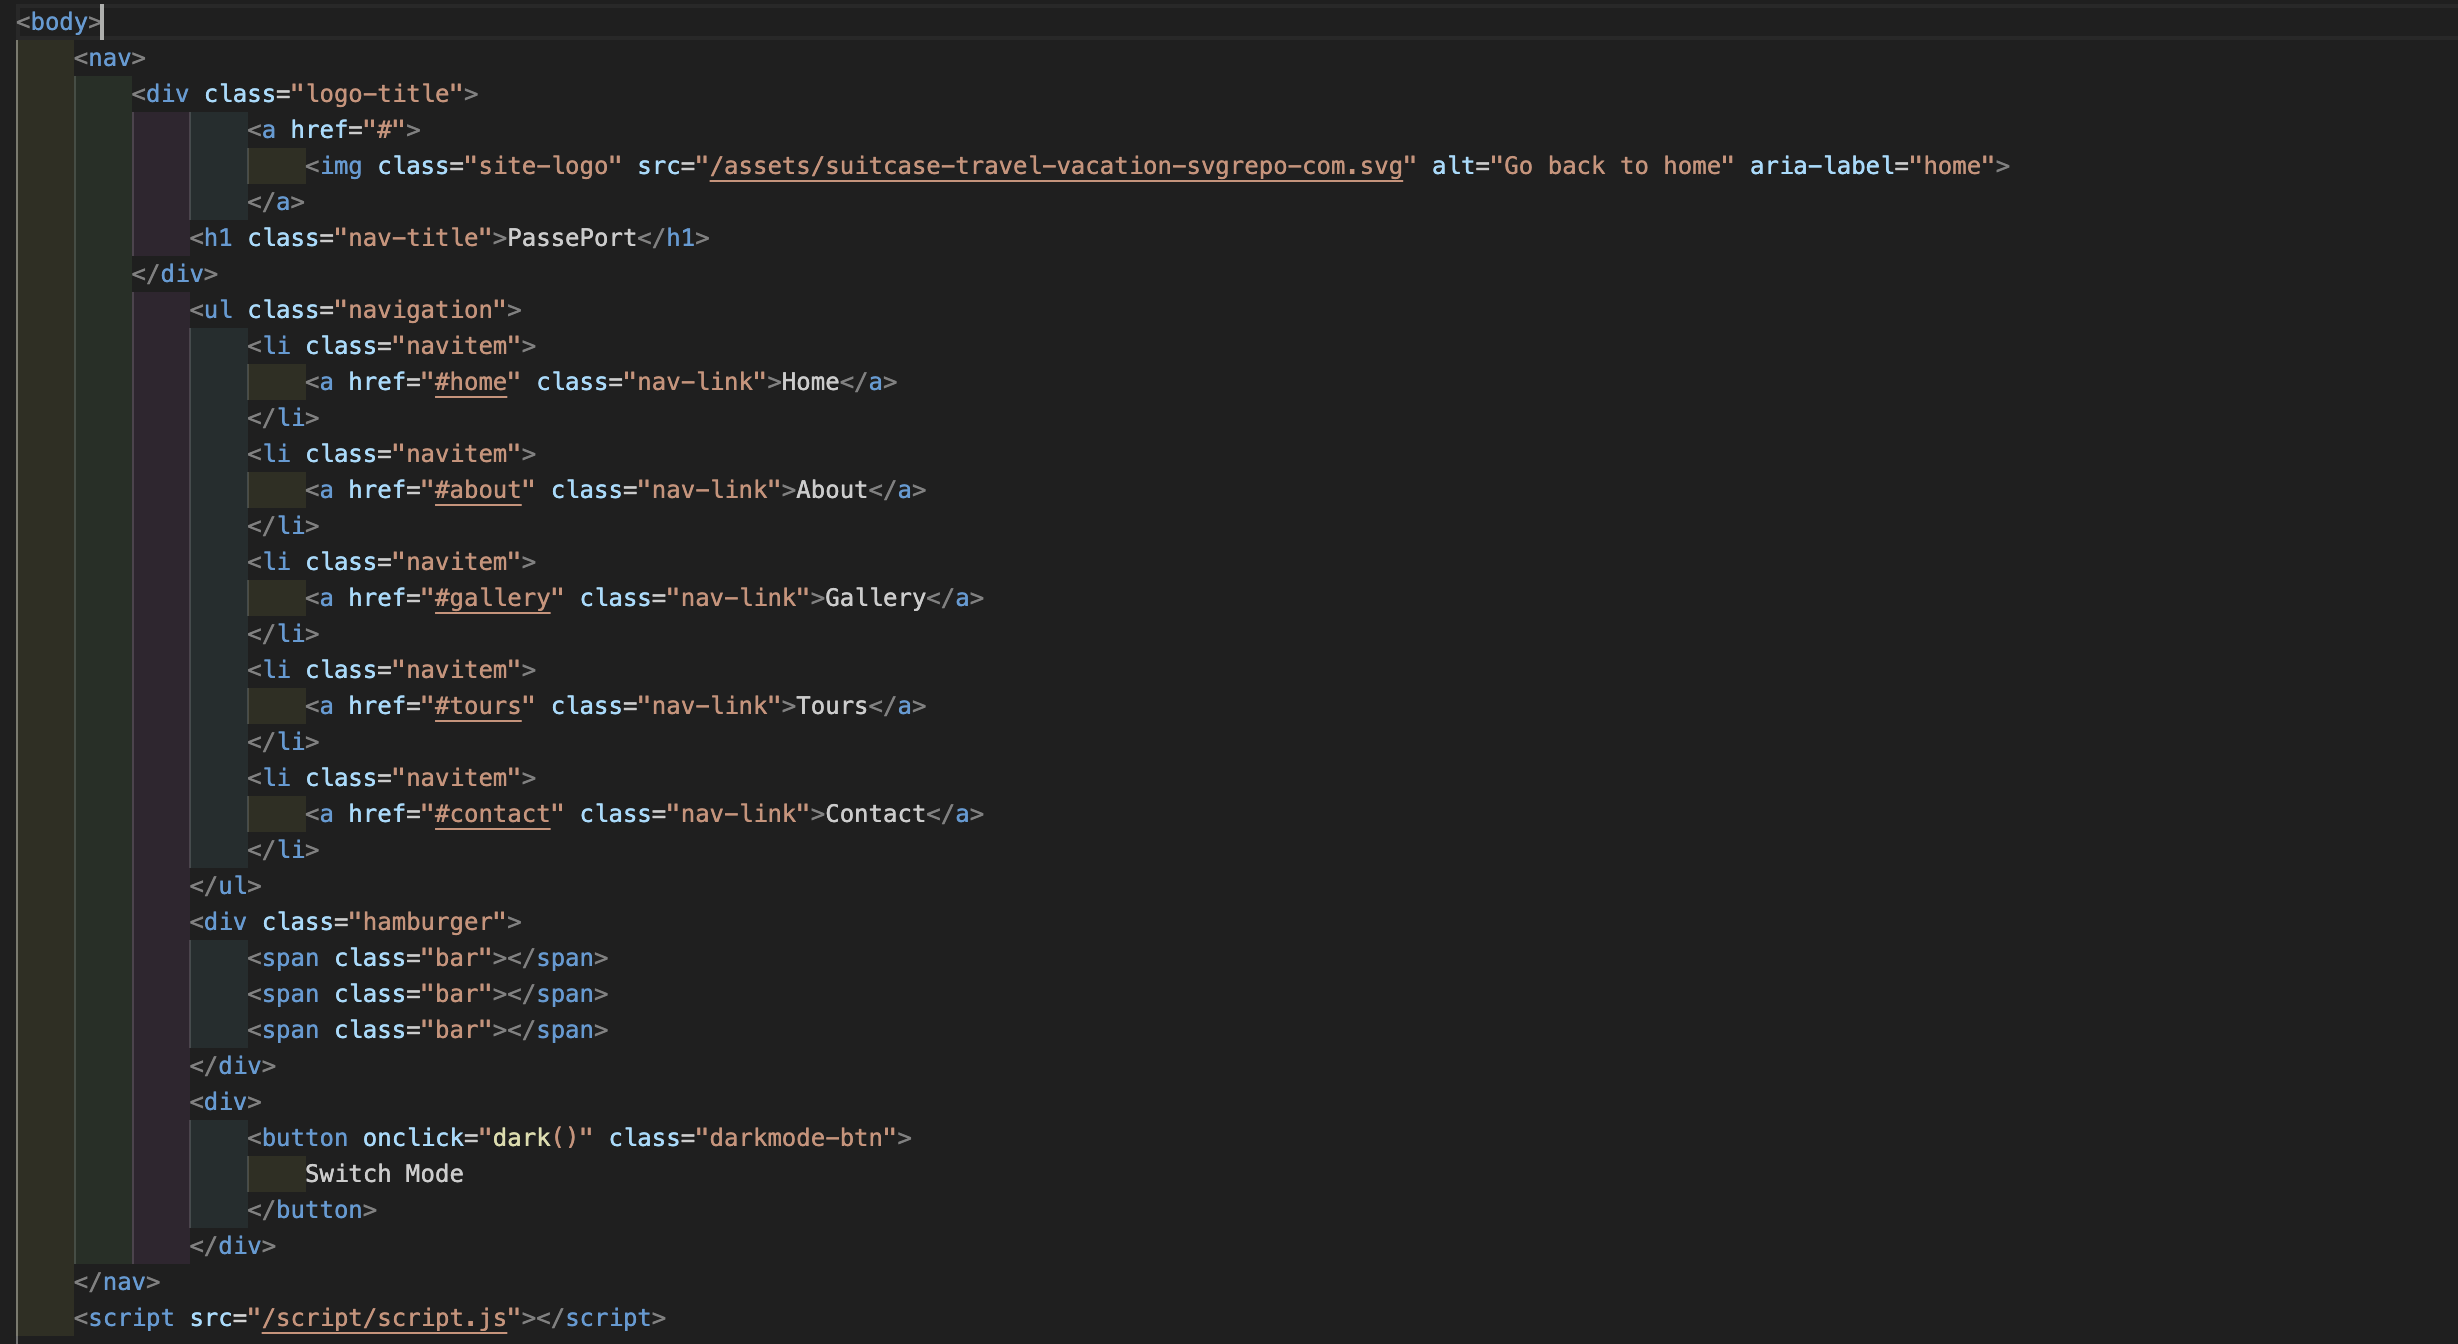 <body>
<nav>
<div class="logo-title">
<a href="#">
<img class="site-logo" src="/assets/suitcase-travel-vacation-svgrepo-com.svg" alt="Go back to home" aria-label="home">
</a>
<h1 class="nav-title">PassePort</h1>
</div>
<ul class="navigation">
<li class="navitem">
<a href="#home" class="nav-link">Home</a>
</li>
<li class="navitem">
<a href="#about" class="nav-link">About</a>
</li>
<li class="navitem">
<a href="#gallery" class="nav-link">Gallery</a>
</li>
<li class="navitem">
<a href="#tours" class="nav-link">Tours</a>
</li>
<li class="navitem">
<a href="#contact" class="nav-link">Contact</a>
</li>
</ul>
<div class="hamburger">
<span class="bar"></span>
<span class="bar"></span>
<span class="bar"></span>
</div>
<div>
<button onclick="dark()" class="darkmode-btn">
Switch Mode
</button>
</div>
</nav>
<script src="/script/script.js"></script>